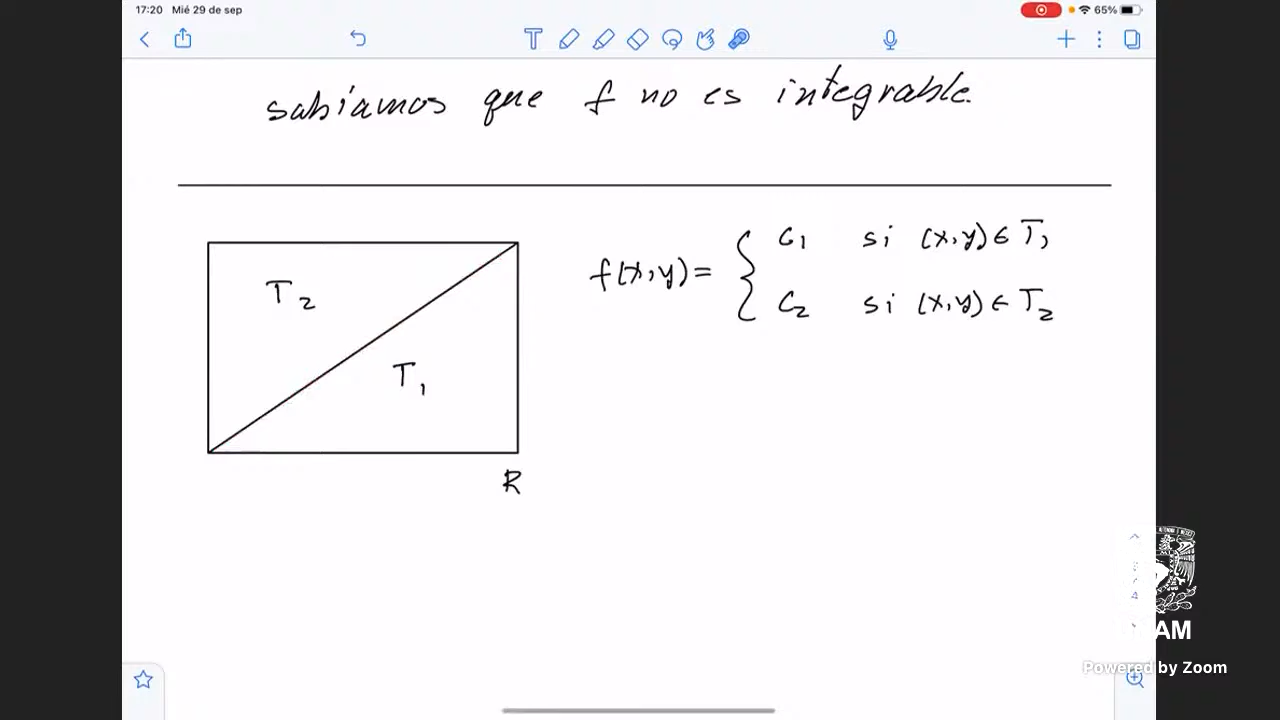 17:20 Mié 29 de sep
65%
sabíamos que f no es integrable.
T₂
T₁
R
f(x,y)= { C₁ si (x,y)∈ T₁
C₂ si (x,y)∈ T₂
Powered by Zoom